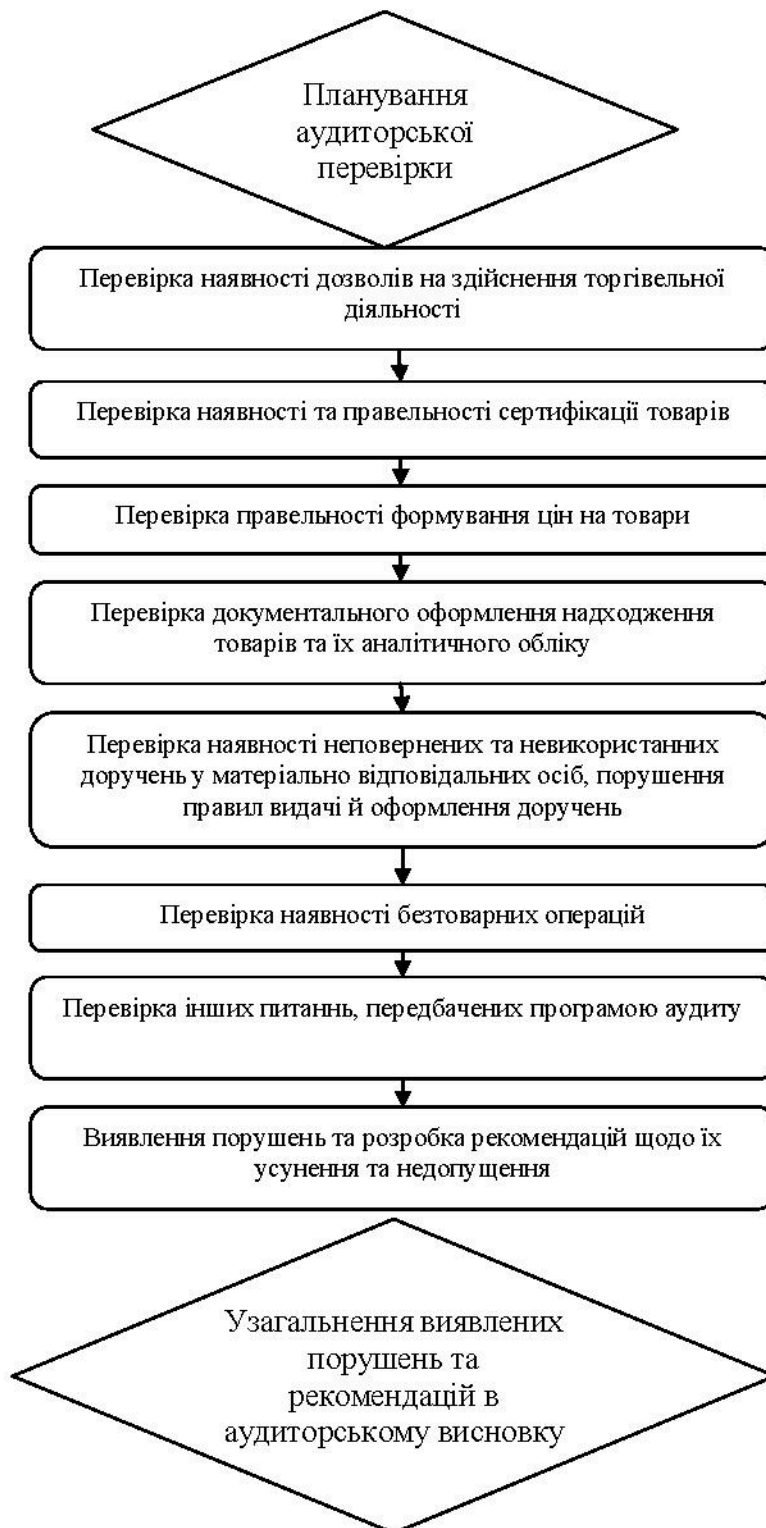 Планування
аудиторської
перевірки
Перевірка наявності дозволів на здійснення торгівельної
діяльності
Перевірка наявності та правельності сертифікації товарів
Перевірка правельності формування цін на товари
Перевірка документального оформлення надходження
товарів та їх аналітичного обліку
Перевірка наявності неповернених та невикористанних
доручень у матеріально відповідальних осіб, порушення
правил видачі й оформлення доручень
Перевірка наявності безтоварних операцій
Перевірка інших питаннь, передбачених програмою аудиту
Виявлення порушень та розробка рекомендацій щодо їх
усунення та недопущення
Узагальнення виявлених
порушень та
рекомендацій в
аудиторському висновку